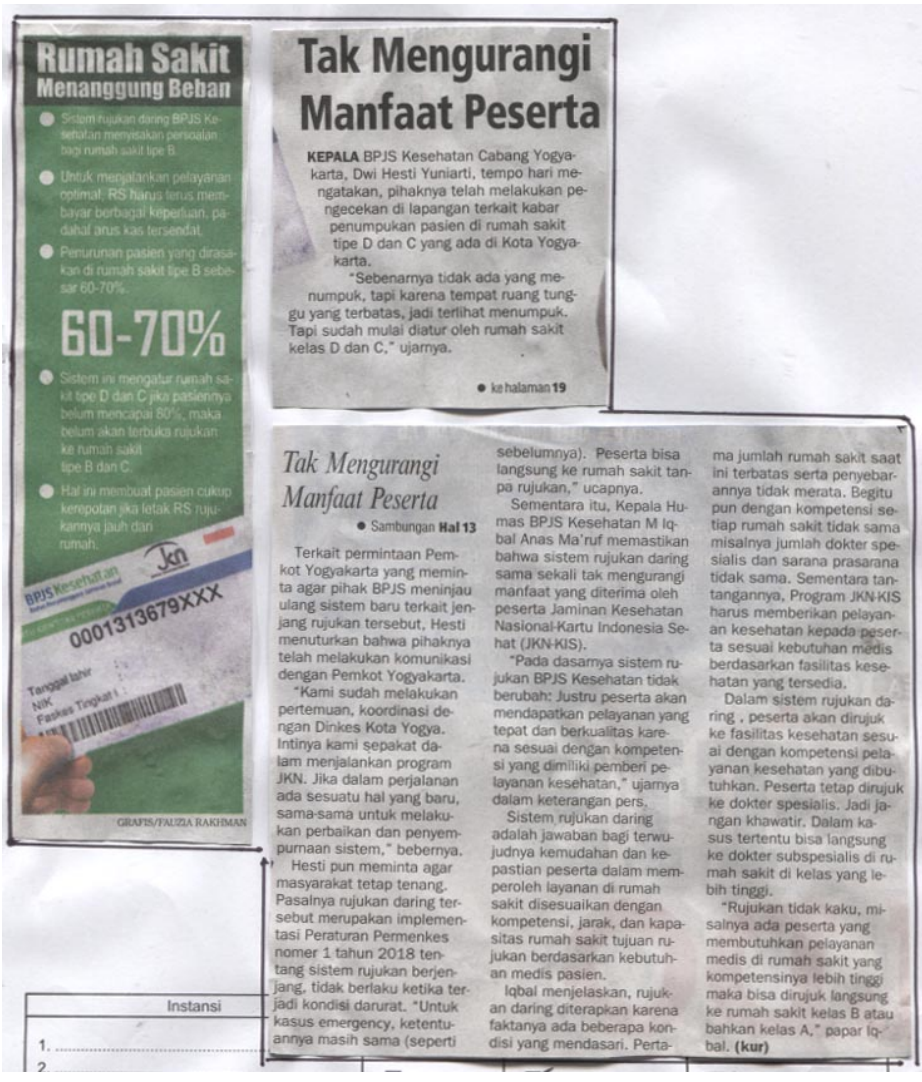 Rumah Sakit
Menanggung Beban
Sistem rujukan daring BPJS Ke-
sehatan menyisakan persoalan
bagi rumah sakit tipe B.
Untuk menjalankan pelayanan
optimal, RS harus terus mem-
bayar berbagai keperluan, pa-
dahal arus kas tersendat.
Penurunan pasien yang dirasa-
kan di rumah sakit tipe B sebe-
sar 60-70%.
60-70%
Sistem ini mengatur rumah sa-
kit tipe D dan C jika pasiennya
belum mencapai 80%, maka
belum akan terbuka rujukan
ke rumah sakit
tipe B dan C.
Hal ini membuat pasien cukup
kerepotan jika letak RS ruju-
kannya jauh dari
rumah.
BPJS Kesehatan
jkn
0001313679XXX
Tanggal lahir :
NIK :
Faskes Tingkat I :
GRAFIS/FAUZIA RAKHMAN
Tak Mengurangi
Manfaat Peserta
KEPALA BPJS Kesehatan Cabang Yogya-
karta, Dwi Hesti Yuniarti, tempo hari me-
ngatakan, pihaknya telah melakukan pe-
ngecekan di lapangan terkait kabar
penumpukan pasien di rumah sakit
tipe D dan C yang ada di Kota Yogya-
karta.
"Sebenarnya tidak ada yang me-
numpuk, tapi karena tempat ruang tung-
gu yang terbatas, jadi terlihat menumpuk.
Tapi sudah mulai diatur oleh rumah sakit
kelas D dan C," ujarnya.
● ke halaman 19
Tak Mengurangi
Manfaat Peserta
● Sambungan Hal 13
Terkait permintaan Pem-
kot Yogyakarta yang memin-
ta agar pihak BPJS meninjau
ulang sistem baru terkait jen-
jang rujukan tersebut, Hesti
menuturkan bahwa pihaknya
telah melakukan komunikasi
dengan Pemkot Yogyakarta.
"Kami sudah melakukan
pertemuan, koordinasi de-
ngan Dinkes Kota Yogya.
Intinya kami sepakat da-
lam menjalankan program
JKN. Jika dalam perjalanan
ada sesuatu hal yang baru,
sama-sama untuk melaku-
kan perbaikan dan penyem-
purnaan sistem," bebernya.
Hesti pun meminta agar
masyarakat tetap tenang.
Pasalnya rujukan daring ter-
sebut merupakan implemen-
tasi Peraturan Permenkes
nomer 1 tahun 2018 ten-
tang sistem rujukan berjen-
jang, tidak berlaku ketika ter-
jadi kondisi darurat. "Untuk
kasus emergency, ketentu-
annya masih sama (seperti
sebelumnya). Peserta bisa
langsung ke rumah sakit tan-
pa rujukan," ucapnya.
Sementara itu, Kepala Hu-
mas BPJS Kesehatan M Iq-
bal Anas Ma'ruf memastikan
bahwa sistem rujukan daring
sama sekali tak mengurangi
manfaat yang diterima oleh
peserta Jaminan Kesehatan
Nasional-Kartu Indonesia Se-
hat (JKN-KIS).
"Pada dasarnya sistem ru-
jukan BPJS Kesehatan tidak
berubah: Justru peserta akan
mendapatkan pelayanan yang
tepat dan berkualitas kare-
na sesuai dengan kompeten-
si yang dimiliki pemberi pe-
layanan kesehatan," ujarnya
dalam keterangan pers.
Sistem rujukan daring
adalah jawaban bagi terwu-
judnya kemudahan dan ke-
pastian peserta dalam mem-
peroleh layanan di rumah
sakit disesuaikan dengan
kompetensi, jarak, dan kapa-
sitas rumah sakit tujuan ru-
jukan berdasarkan kebutuh-
an medis pasien.
Iqbal menjelaskan, rujuk-
an daring diterapkan karena
faktanya ada beberapa kon-
disi yang mendasari. Perta-
ma jumlah rumah sakit saat
ini terbatas serta penyebar-
annya tidak merata. Begitu
pun dengan kompetensi se-
tiap rumah sakit tidak sama
misalnya jumlah dokter spe-
sialis dan sarana prasarana
tidak sama. Sementara tan-
tangannya, Program JKN-KIS
harus memberikan pelayan-
an kesehatan kepada peser-
ta sesuai kebutuhan medis
berdasarkan fasilitas kese-
hatan yang tersedia.
Dalam sistem rujukan da-
ring , peserta akan dirujuk
ke fasilitas kesehatan sesu-
ai dengan kompetensi pela-
yanan kesehatan yang dibu-
tuhkan. Peserta tetap dirujuk
ke dokter spesialis. Jadi ja-
ngan khawatir. Dalam ka-
sus tertentu bisa langsung
ke dokter subspesialis di ru-
mah sakit di kelas yang le-
bih tinggi.
"Rujukan tidak kaku, mi-
salnya ada peserta yang
membutuhkan pelayanan
medis di rumah sakit yang
kompetensinya lebih tinggi
maka bisa dirujuk langsung
ke rumah sakit kelas B atau
bahkan kelas A," papar Iq-
bal. (kur)
Instansi
1. ........................
2. ........................